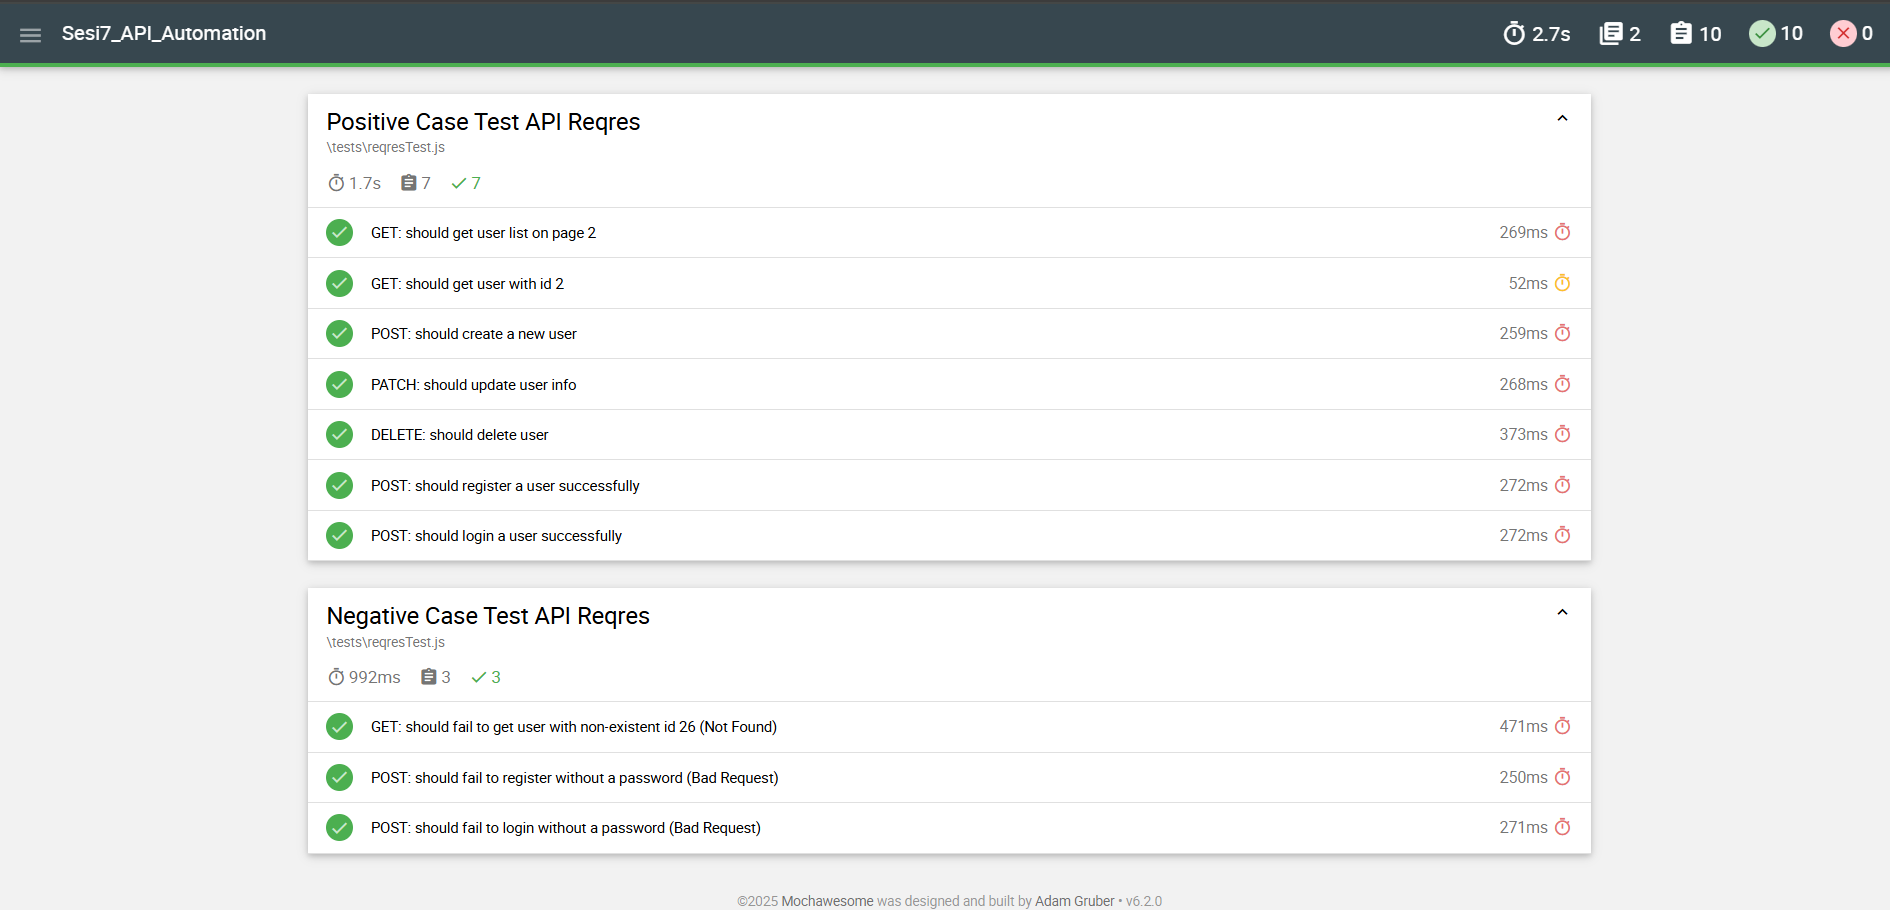 Sesi7_API_Automation
2.7s 2 10 10 0
Positive Case Test API Reqres
\tests\reqresTest.js
1.7s 7 7
GET: should get user list on page 2 269ms
GET: should get user with id 2 52ms
POST: should create a new user 259ms
PATCH: should update user info 268ms
DELETE: should delete user 373ms
POST: should register a user successfully 272ms
POST: should login a user successfully 272ms
Negative Case Test API Reqres
\tests\reqresTest.js
992ms 3 3
GET: should fail to get user with non-existent id 26 (Not Found) 471ms
POST: should fail to register without a password (Bad Request) 250ms
POST: should fail to login without a password (Bad Request) 271ms
©2025 Mochawesome was designed and built by Adam Gruber • v6.2.0